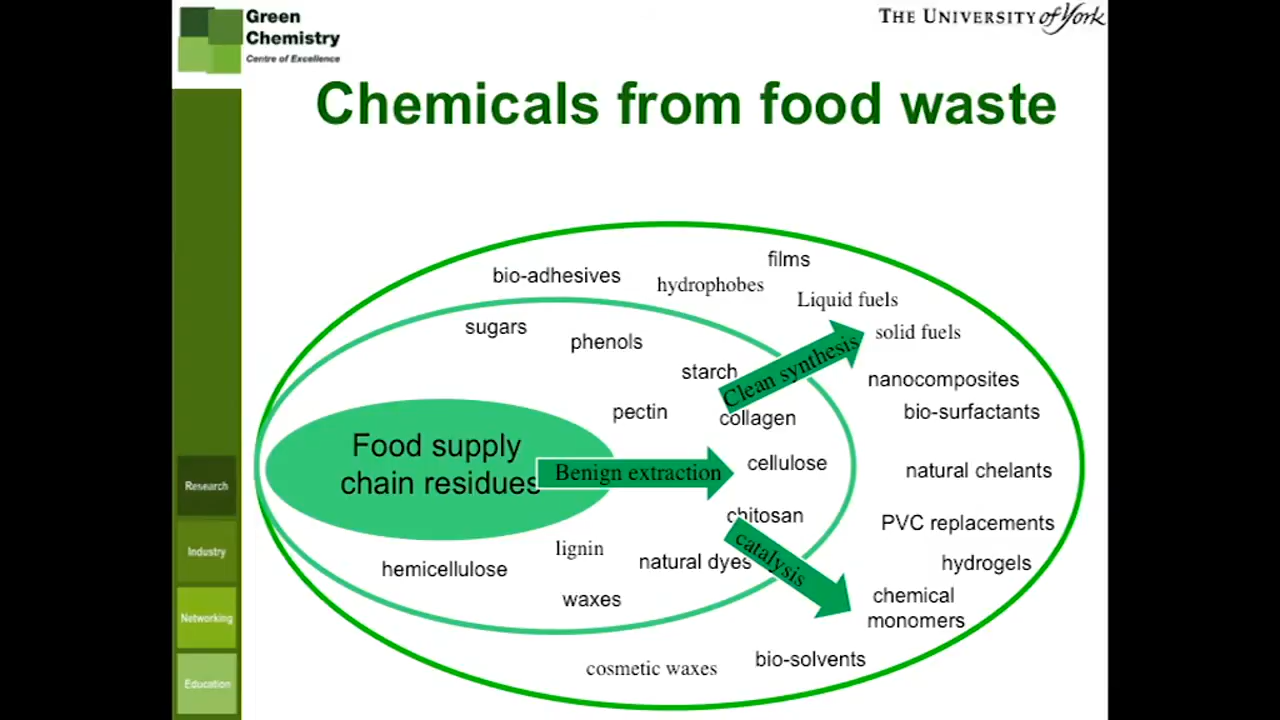 Green
Chemistry
Centre of Excellence
THE UNIVERSITY of York
Chemicals from food waste
films
bio-adhesives
hydrophobes
Liquid fuels
sugars
phenols
solid fuels
starch
Clean synthesis
nanocomposites
pectin
collagen
bio-surfactants
Food supply
chain residues
Benign extraction
cellulose
natural chelants
Research
chitosan
PVC replacements
catalysis
Industry
lignin
hemicellulose
natural dyes
hydrogels
waxes
chemical
monomers
Networking
cosmetic waxes
bio-solvents
Education